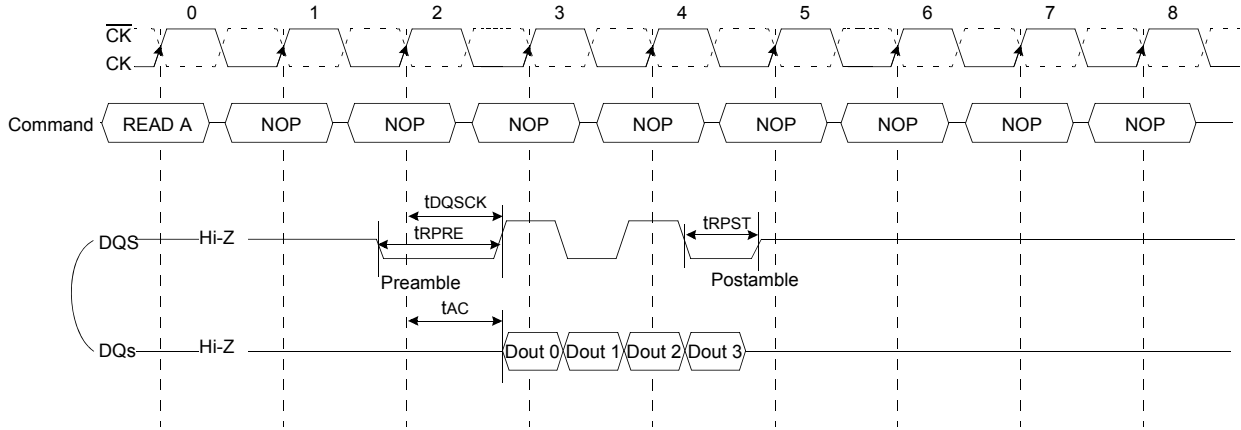 0 1 2 3 4 5 6 7 8
CK
CK
Command READ A NOP NOP NOP NOP NOP NOP NOP NOP
tDQSCK
tRPRE tRPST
DQS Hi-Z
Preamble Postamble
tAC
DQs Hi-Z Dout 0 Dout 1 Dout 2 Dout 3